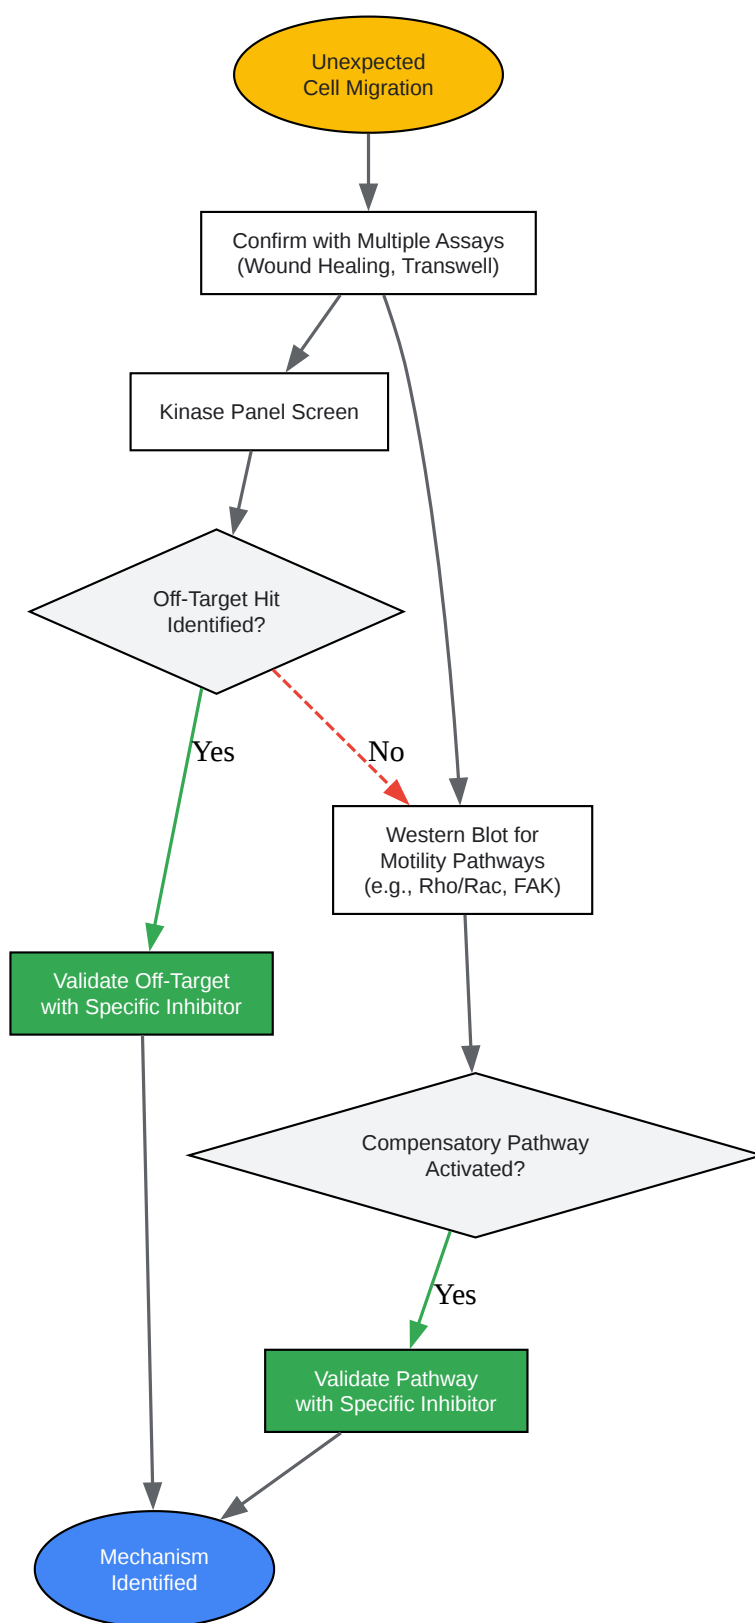 Unexpected
Cell Migration
Confirm with Multiple Assays
(Wound Healing, Transwell)
Kinase Panel Screen
Off-Target Hit
Identified?
Yes
No
Western Blot for
Motility Pathways
(e.g., Rho/Rac, FAK)
Validate Off-Target
with Specific Inhibitor
Compensatory Pathway
Activated?
Yes
Validate Pathway
with Specific Inhibitor
Mechanism
Identified